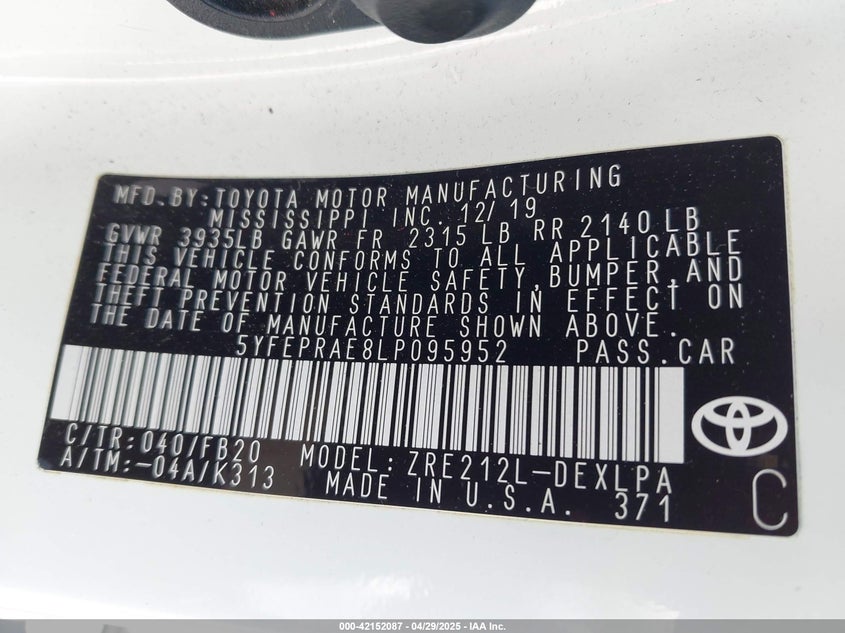 MFD.BY:TOYOTA MOTOR MANUFACTURING
MISSISSIPPI INC. 12/19
GVWR 3935LB GAWR FR 2315 LB RR 2140LB
THIS VEHICLE CONFORMS TO ALL APPLICABLE
FEDERAL MOTOR VEHICLE SAFETY,BUMPER,AND
THEFT PREVENTION STANDARDS IN EFFECT ON
THE DATE OF MANUFACTURE SHOWN ABOVE.
5YFEPRAE8LP095952 PASS.CAR
C/TR:040/FB20 MODEL:ZRE212L-DEXLPA
A/TM:-04A/K313 MADE IN U.S.A. 371
C
000-42152087 - 04/29/2025 - IAA Inc.